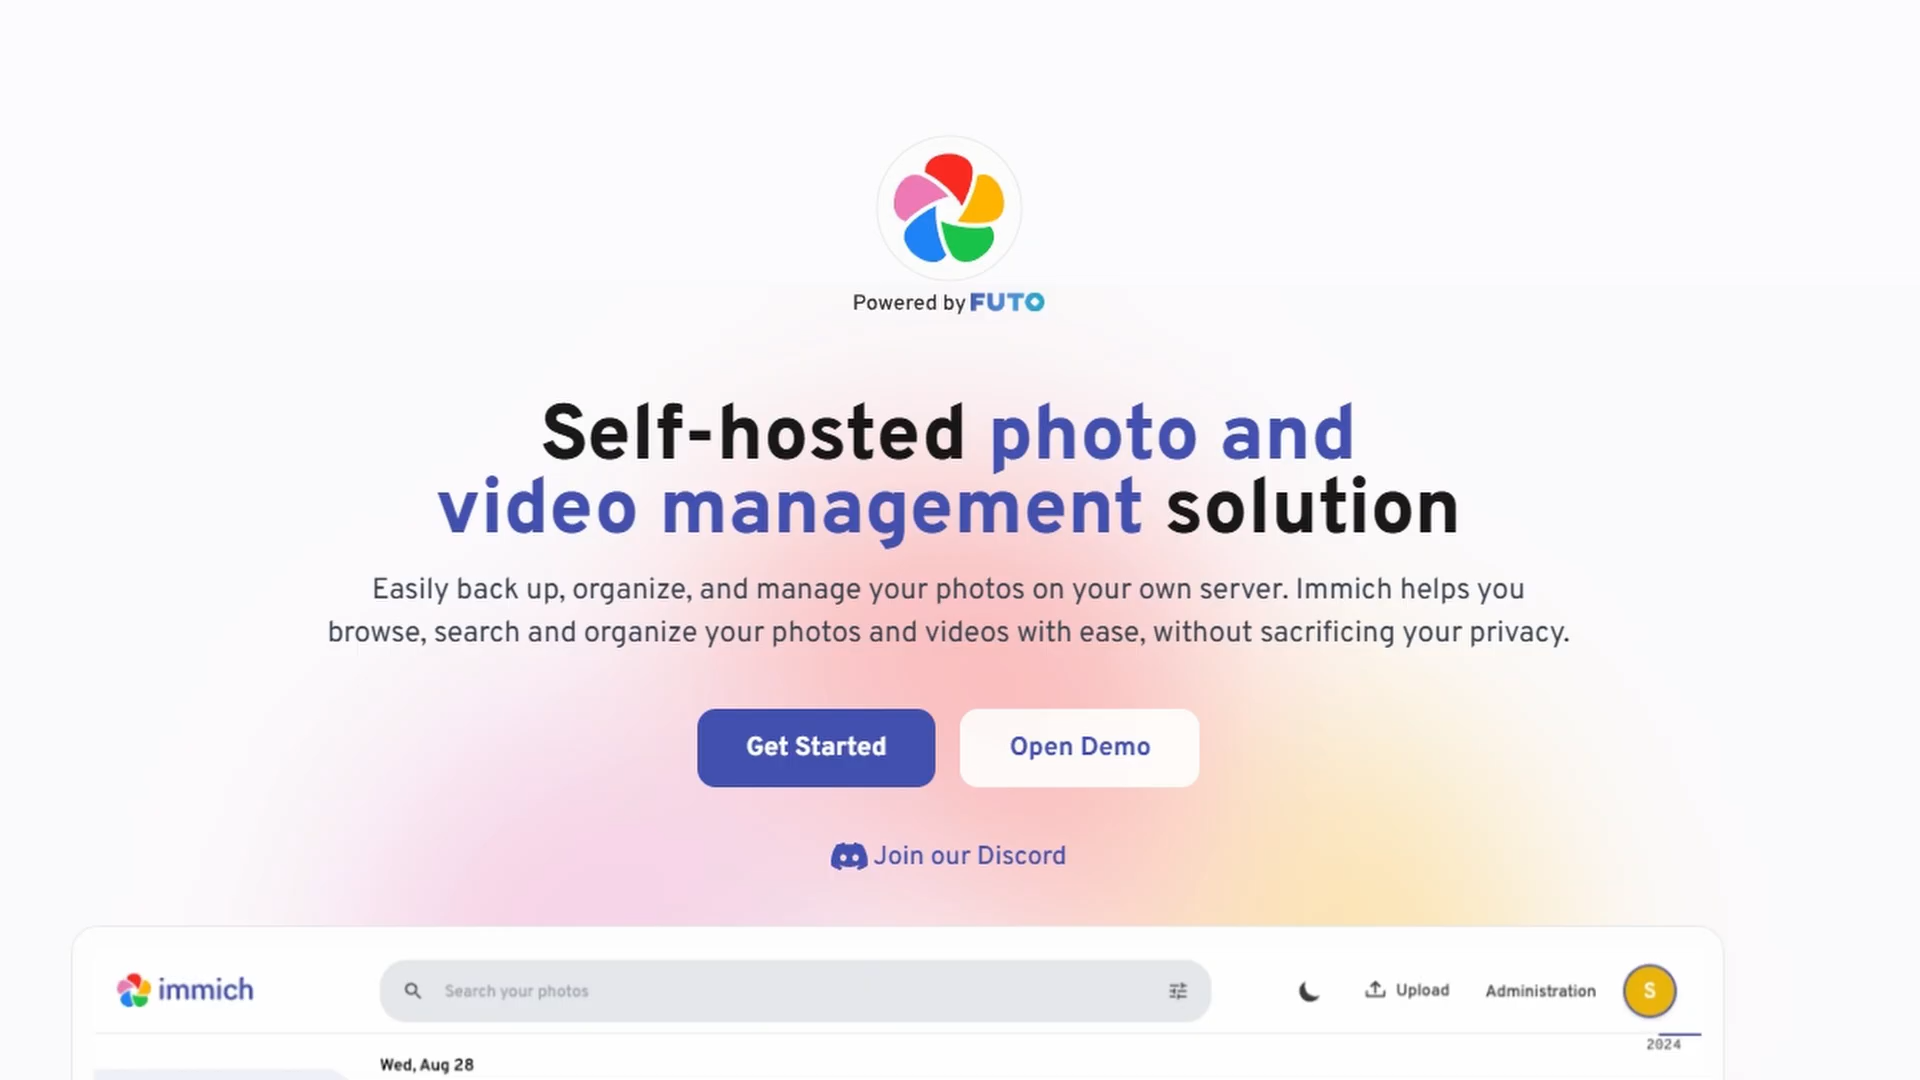 Powered by FUTO
Self-hosted photo and
video management solution
Easily back up, organize, and manage your photos on your own server. Immich helps you
browse, search and organize your photos and videos with ease, without sacrificing your privacy.
Get Started
Open Demo
Join our Discord
immich
Search your photos
Upload
Administration
S
2024
Wed, Aug 28